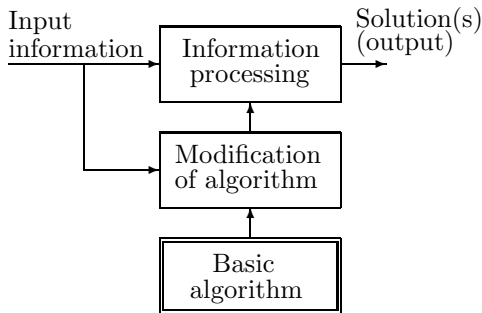 Input
information
Solution(s)
(output)
Information
processing
Modification
of algorithm
Basic
algorithm